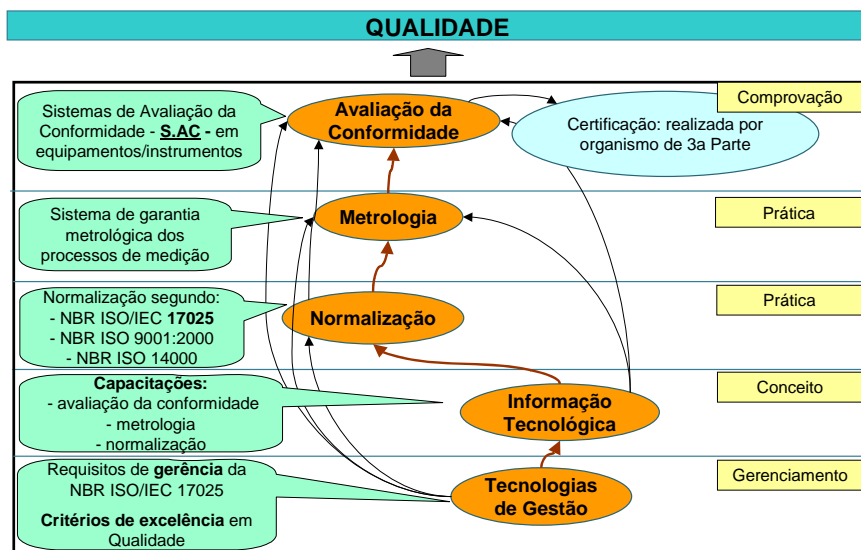 QUALIDADE
Sistemas de Avaliação da
Conformidade - S.AC - em
equipamentos/instrumentos
Avaliação da
Conformidade
Certificação: realizada por
organismo de 3a Parte
Comprovação
Sistema de garantia
metrológica dos
processos de medição
Metrologia
Prática
Normalização segundo:
- NBR ISO/IEC 17025
- NBR ISO 9001:2000
- NBR ISO 14000
Normalização
Prática
Capacitações:
- avaliação da conformidade
- metrologia
- normalização
Informação
Tecnológica
Conceito
Requisitos de gerência da
NBR ISO/IEC 17025
Critérios de excelência em
Qualidade
Tecnologias
de Gestão
Gerenciamento